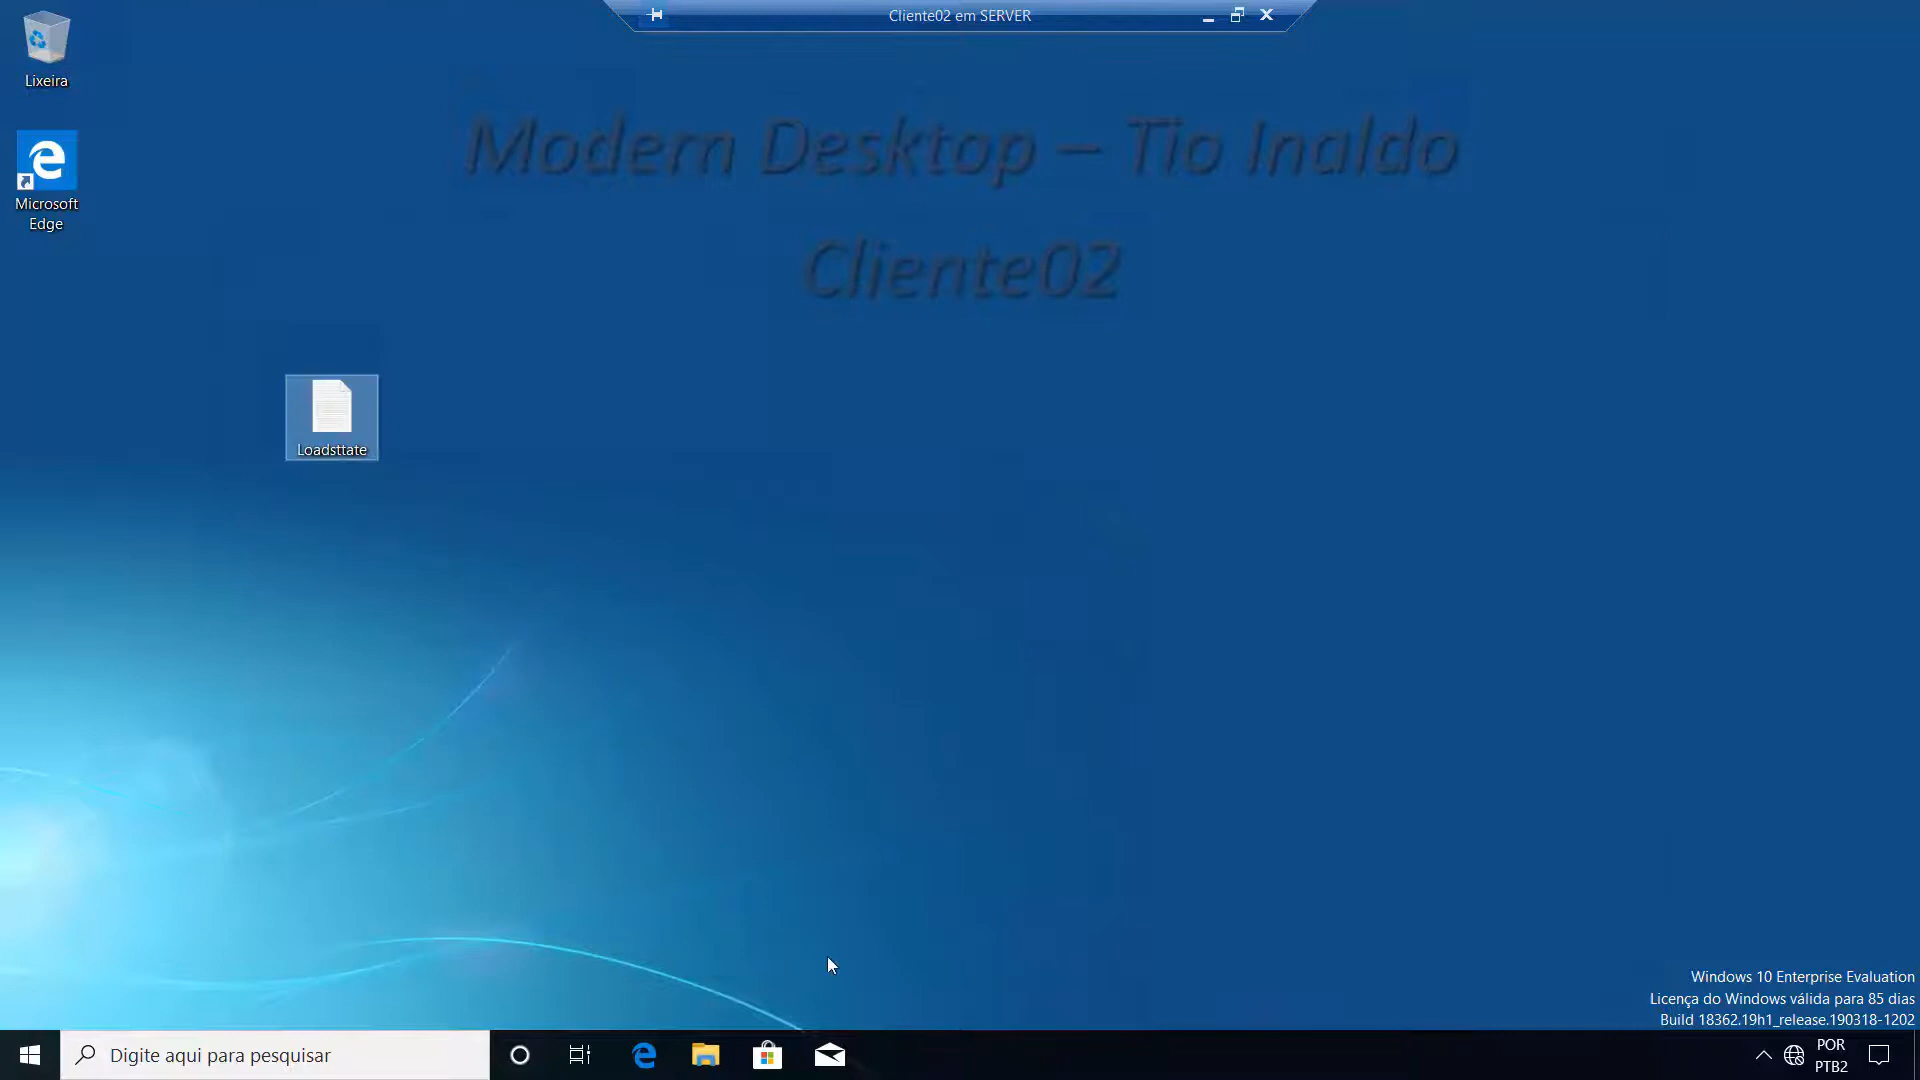 Cliente02 em SERVER
Lixeira
Microsoft
Edge
Modern Desktop – Tio Inaldo
Cliente02
Loadsttate
Windows 10 Enterprise Evaluation
Licença do Windows válida para 85 dias
Build 18362.19h1_release.190318-1202
Digite aqui para pesquisar
POR
PTB2